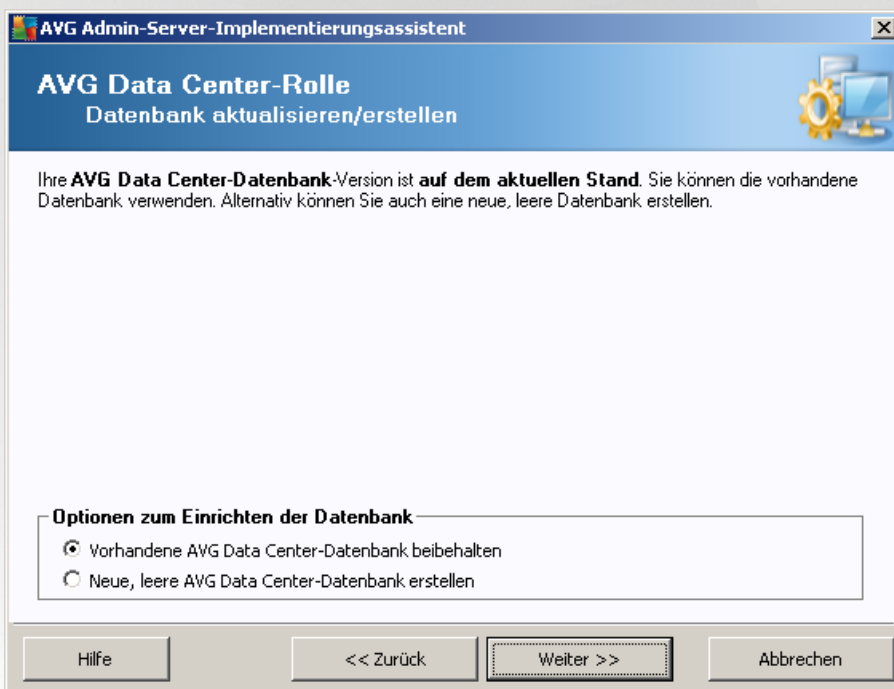 AVG Admin-Server-Implementierungsassistent
AVG Data Center-Rolle
Datenbank aktualisieren/erstellen
Ihre AVG Data Center-Datenbank-Version ist auf dem aktuellen Stand. Sie können die vorhandene
Datenbank verwenden. Alternativ können Sie auch eine neue, leere Datenbank erstellen.
Optionen zum Einrichten der Datenbank
Vorhandene AVG Data Center-Datenbank beibehalten
Neue, leere AVG Data Center-Datenbank erstellen
Hilfe
<< Zurück
Weiter >>
Abbrechen